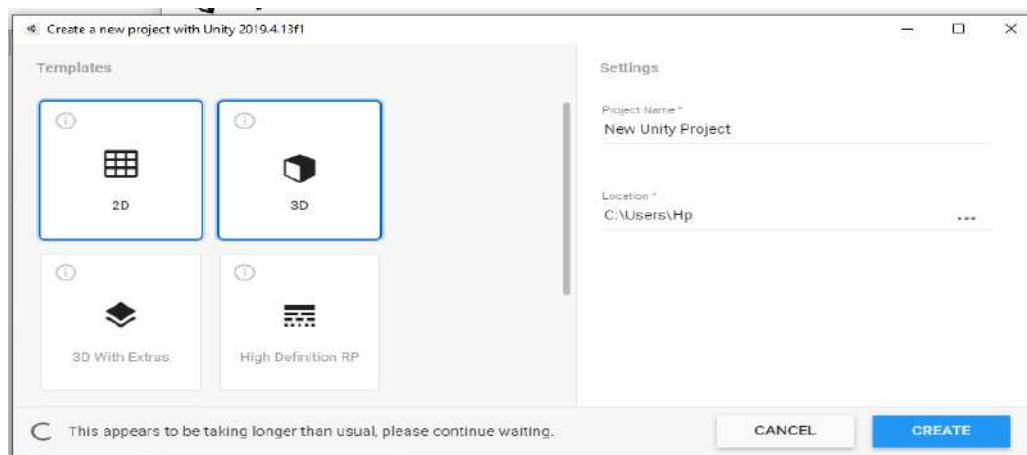 Create a new project with Unity 2019.4.13f1
Templates
2D
3D
3D With Extras
High Definition RP
Settings
Project Name *
New Unity Project
Location *
C:\Users\Hp
...
This appears to be taking longer than usual, please continue waiting.
CANCEL
CREATE